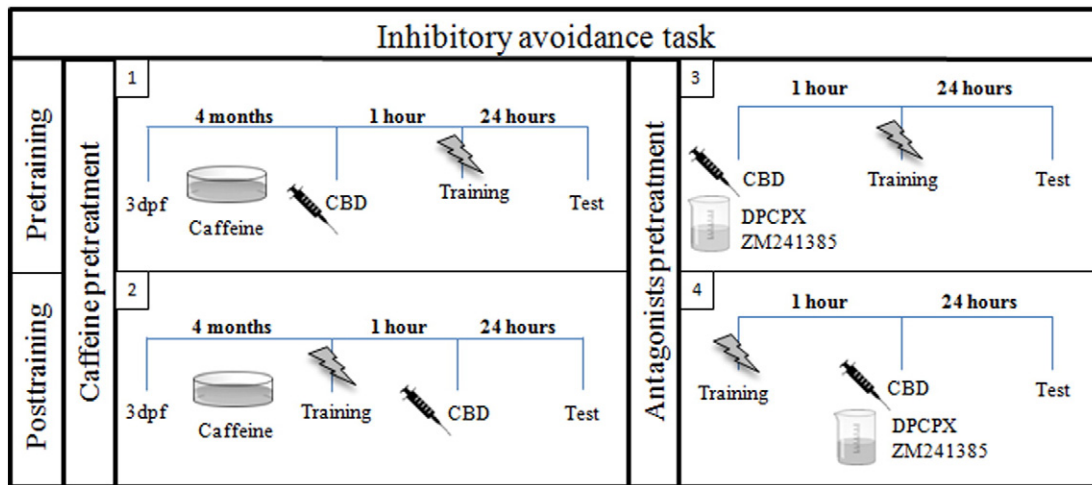 Inhibitory avoidance task
Pretraining
Posttraining
Caffeine pretreatment
1
4 months 1 hour 24 hours
3dpf
Caffeine
CBD
Training
Test
2
4 months 1 hour 24 hours
3dpf
Caffeine
Training
CBD
Test
Antagonists pretreatment
3
1 hour 24 hours
CBD
DPCPX
ZM241385
Training
Test
4
1 hour 24 hours
Training
CBD
DPCPX
ZM241385
Test